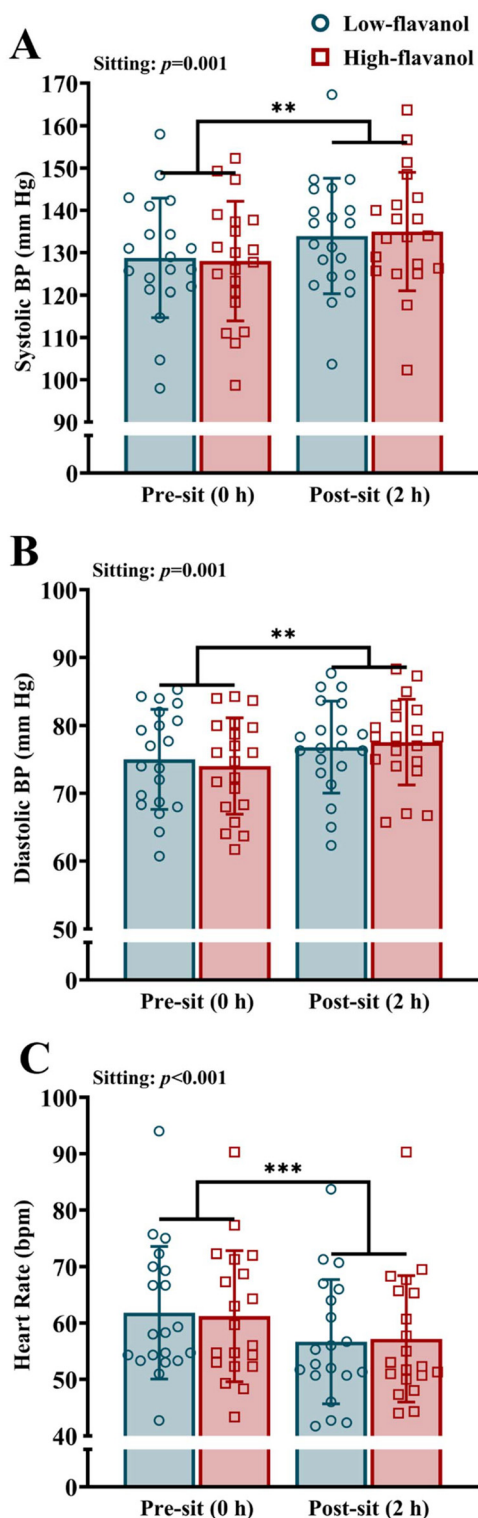 Low-flavanol
High-flavanol
A
Sitting: p=0.001
**
Systolic BP (mm Hg)
170
160
150
140
130
120
110
100
90
0
Pre-sit (0 h) Post-sit (2 h)
B
Sitting: p=0.001
**
Diastolic BP (mm Hg)
100
90
80
70
60
50
0
Pre-sit (0 h) Post-sit (2 h)
C
Sitting: p<0.001
***
Heart Rate (bpm)
100
90
80
70
60
50
40
0
Pre-sit (0 h) Post-sit (2 h)